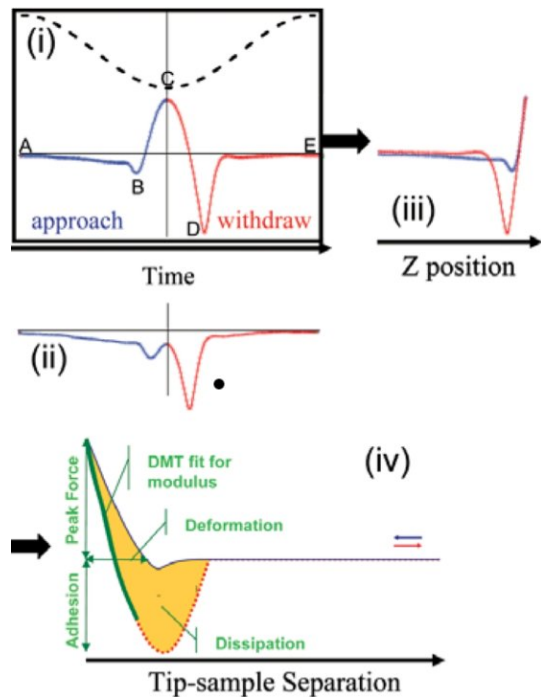 (i)
C
A
E
B
D
approach
withdraw
Time
(iii)
Z position
(ii)
(iv)
Peak Force
DMT fit for
modulus
Deformation
Adhesion
Dissipation
Tip-sample Separation